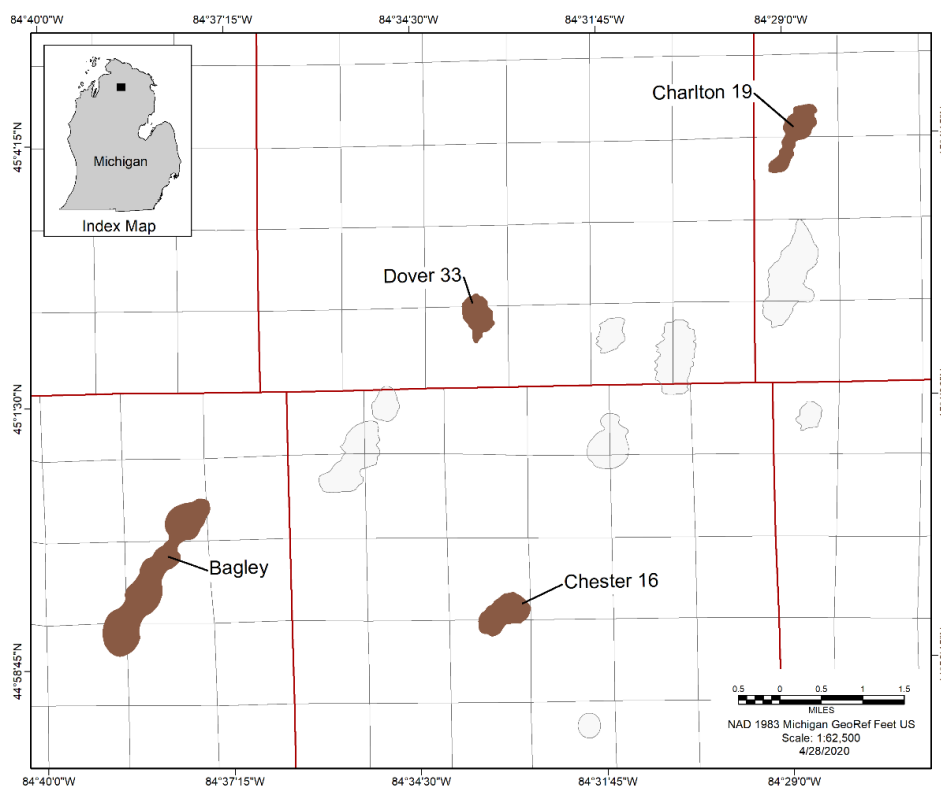 84°40'0"W 84°37'15"W 84°34'30"W 84°31'45"W 84°29'0"W
Charlton 19
45°4'15"N
Michigan
Index Map
Dover 33
45°1'30"N
Bagley
Chester 16
44°58'45"N
0.5 0 0.5 1 1.5
MILES
NAD 1983 Michigan GeoRef Feet US
Scale: 1:62,500
4/28/2020
84°40'0"W 84°37'15"W 84°34'30"W 84°31'45"W 84°29'0"W